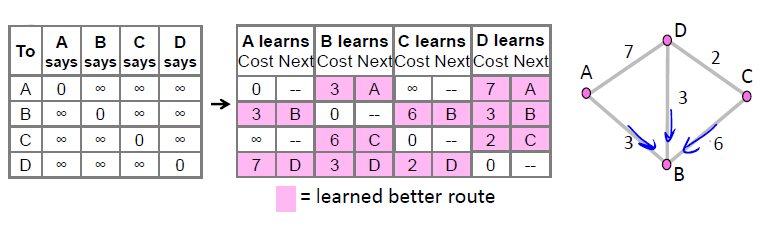 To A says B says C says D says
A 0 ∞ ∞ ∞
B ∞ 0 ∞ ∞
C ∞ ∞ 0 ∞
D ∞ ∞ ∞ 0
A learns B learns C learns D learns
Cost Next Cost Next Cost Next Cost Next
0 -- 3 A ∞ -- 7 A
3 B 0 -- 6 B 3 B
∞ -- 6 C 0 -- 2 C
7 D 3 D 2 D 0 --
= learned better route
D
7
2
A
C
3
3
6
B